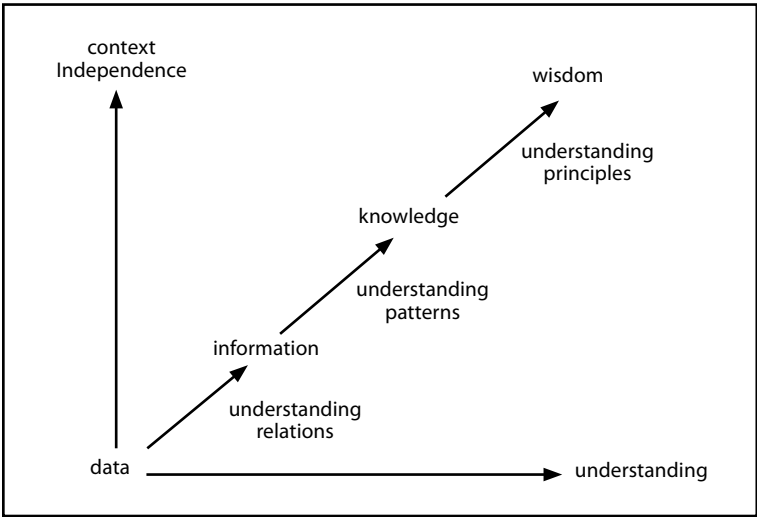 context
Independence
wisdom
understanding
principles
knowledge
understanding
patterns
information
understanding
relations
data
understanding